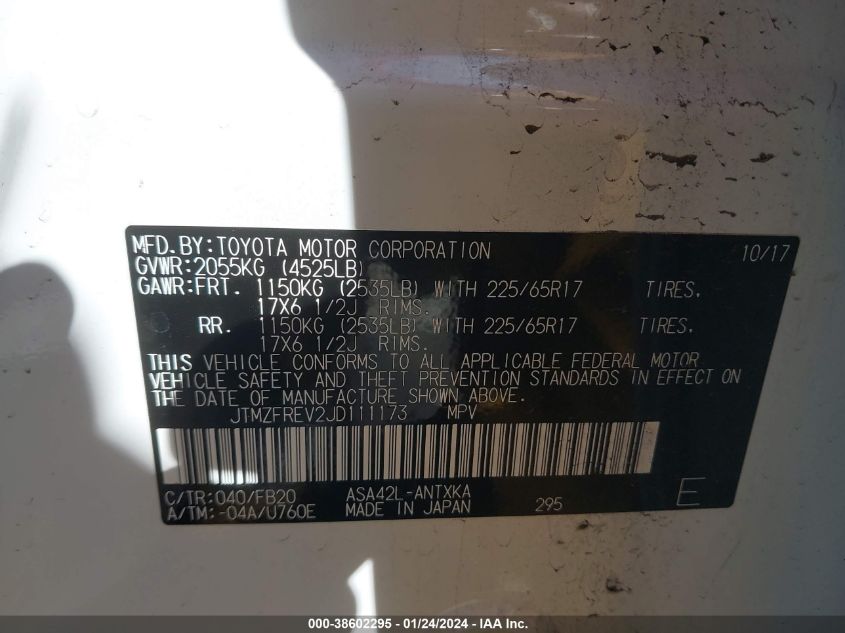 MFD.BY:TOYOTA MOTOR CORPORATION 10/17
GVWR:2055KG (4525LB)
GAWR:FRT. 1150KG (2535LB) WITH 225/65R17 TIRES.
17X6 1/2J RIMS.
RR. 1150KG (2535LB) WITH 225/65R17 TIRES.
17X6 1/2J RIMS.
THIS VEHICLE CONFORMS TO ALL APPLICABLE FEDERAL MOTOR
VEHICLE SAFETY AND THEFT PREVENTION STANDARDS IN EFFECT ON
THE DATE OF MANUFACTURE SHOWN ABOVE.
JTMZFREV2JD111173 MPV
C/TR:040/FB20 ASA42L-ANTXKA
A/TM:-04A/U760E MADE IN JAPAN 295 E
000-38602295 - 01/24/2024 - IAA Inc.